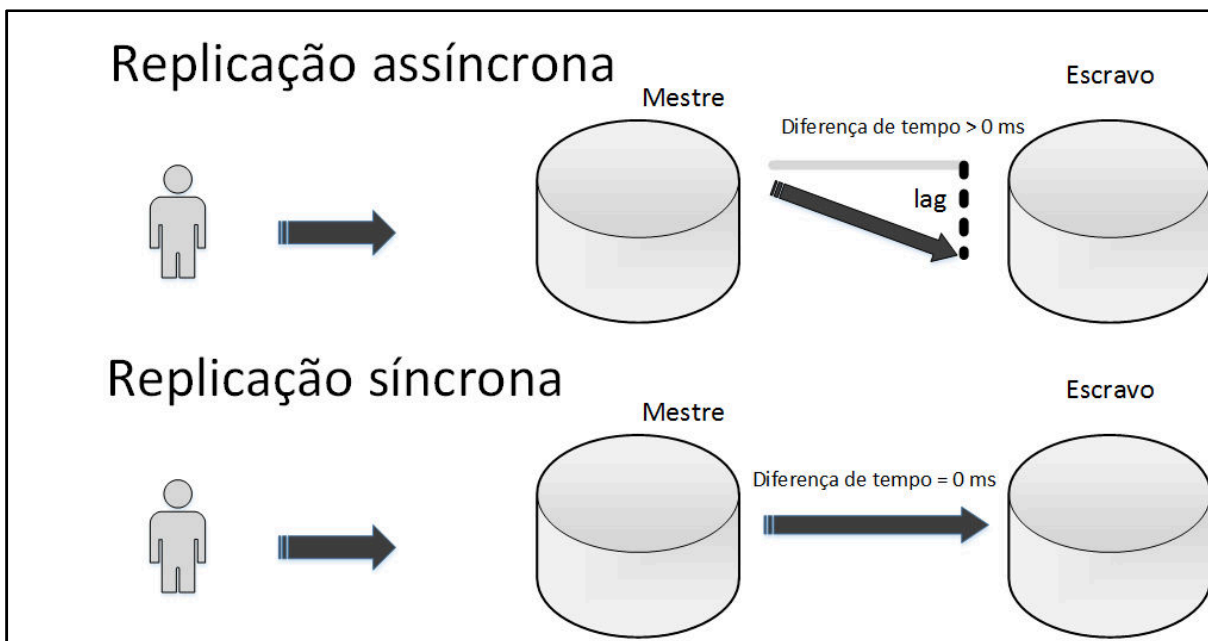 Replicação assíncrona
Mestre
Escravo
Diferença de tempo > 0 ms
lag
Replicação síncrona
Mestre
Escravo
Diferença de tempo = 0 ms